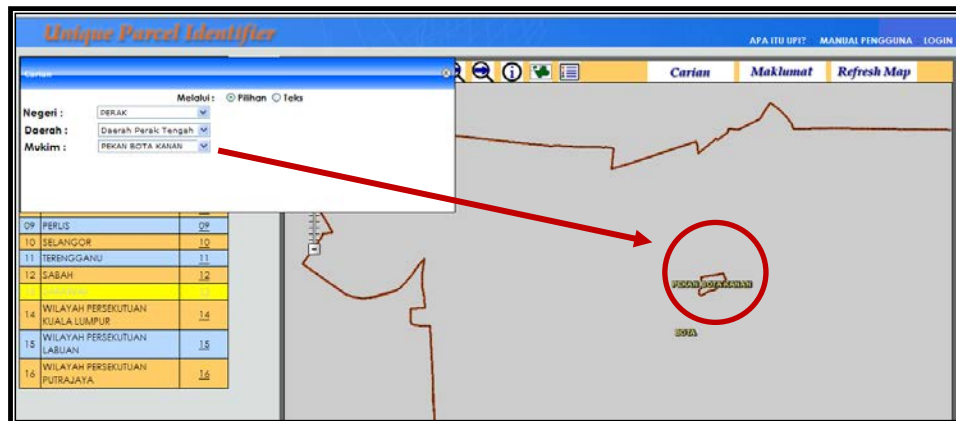 Unique Parcel Identifier
APA ITU UPI? MANUAL PENGGUNA LOGIN
Carian
Carian Maklumat Refresh Map
Melalui : Pilihan Teks
Negeri : PERAK
Daerah : Daerah Perak Tengah
Mukim : PEKAN BOTA KANAN
09 PERLIS 09
10 SELANGOR 10
11 TERENGGANU 11
12 SABAH 12
14 WILAYAH PERSEKUTUAN KUALA LUMPUR 14
15 WILAYAH PERSEKUTUAN LABUAN 15
16 WILAYAH PERSEKUTUAN PUTRAJAYA 16
PEKAN BOTA KANAN
BOTA